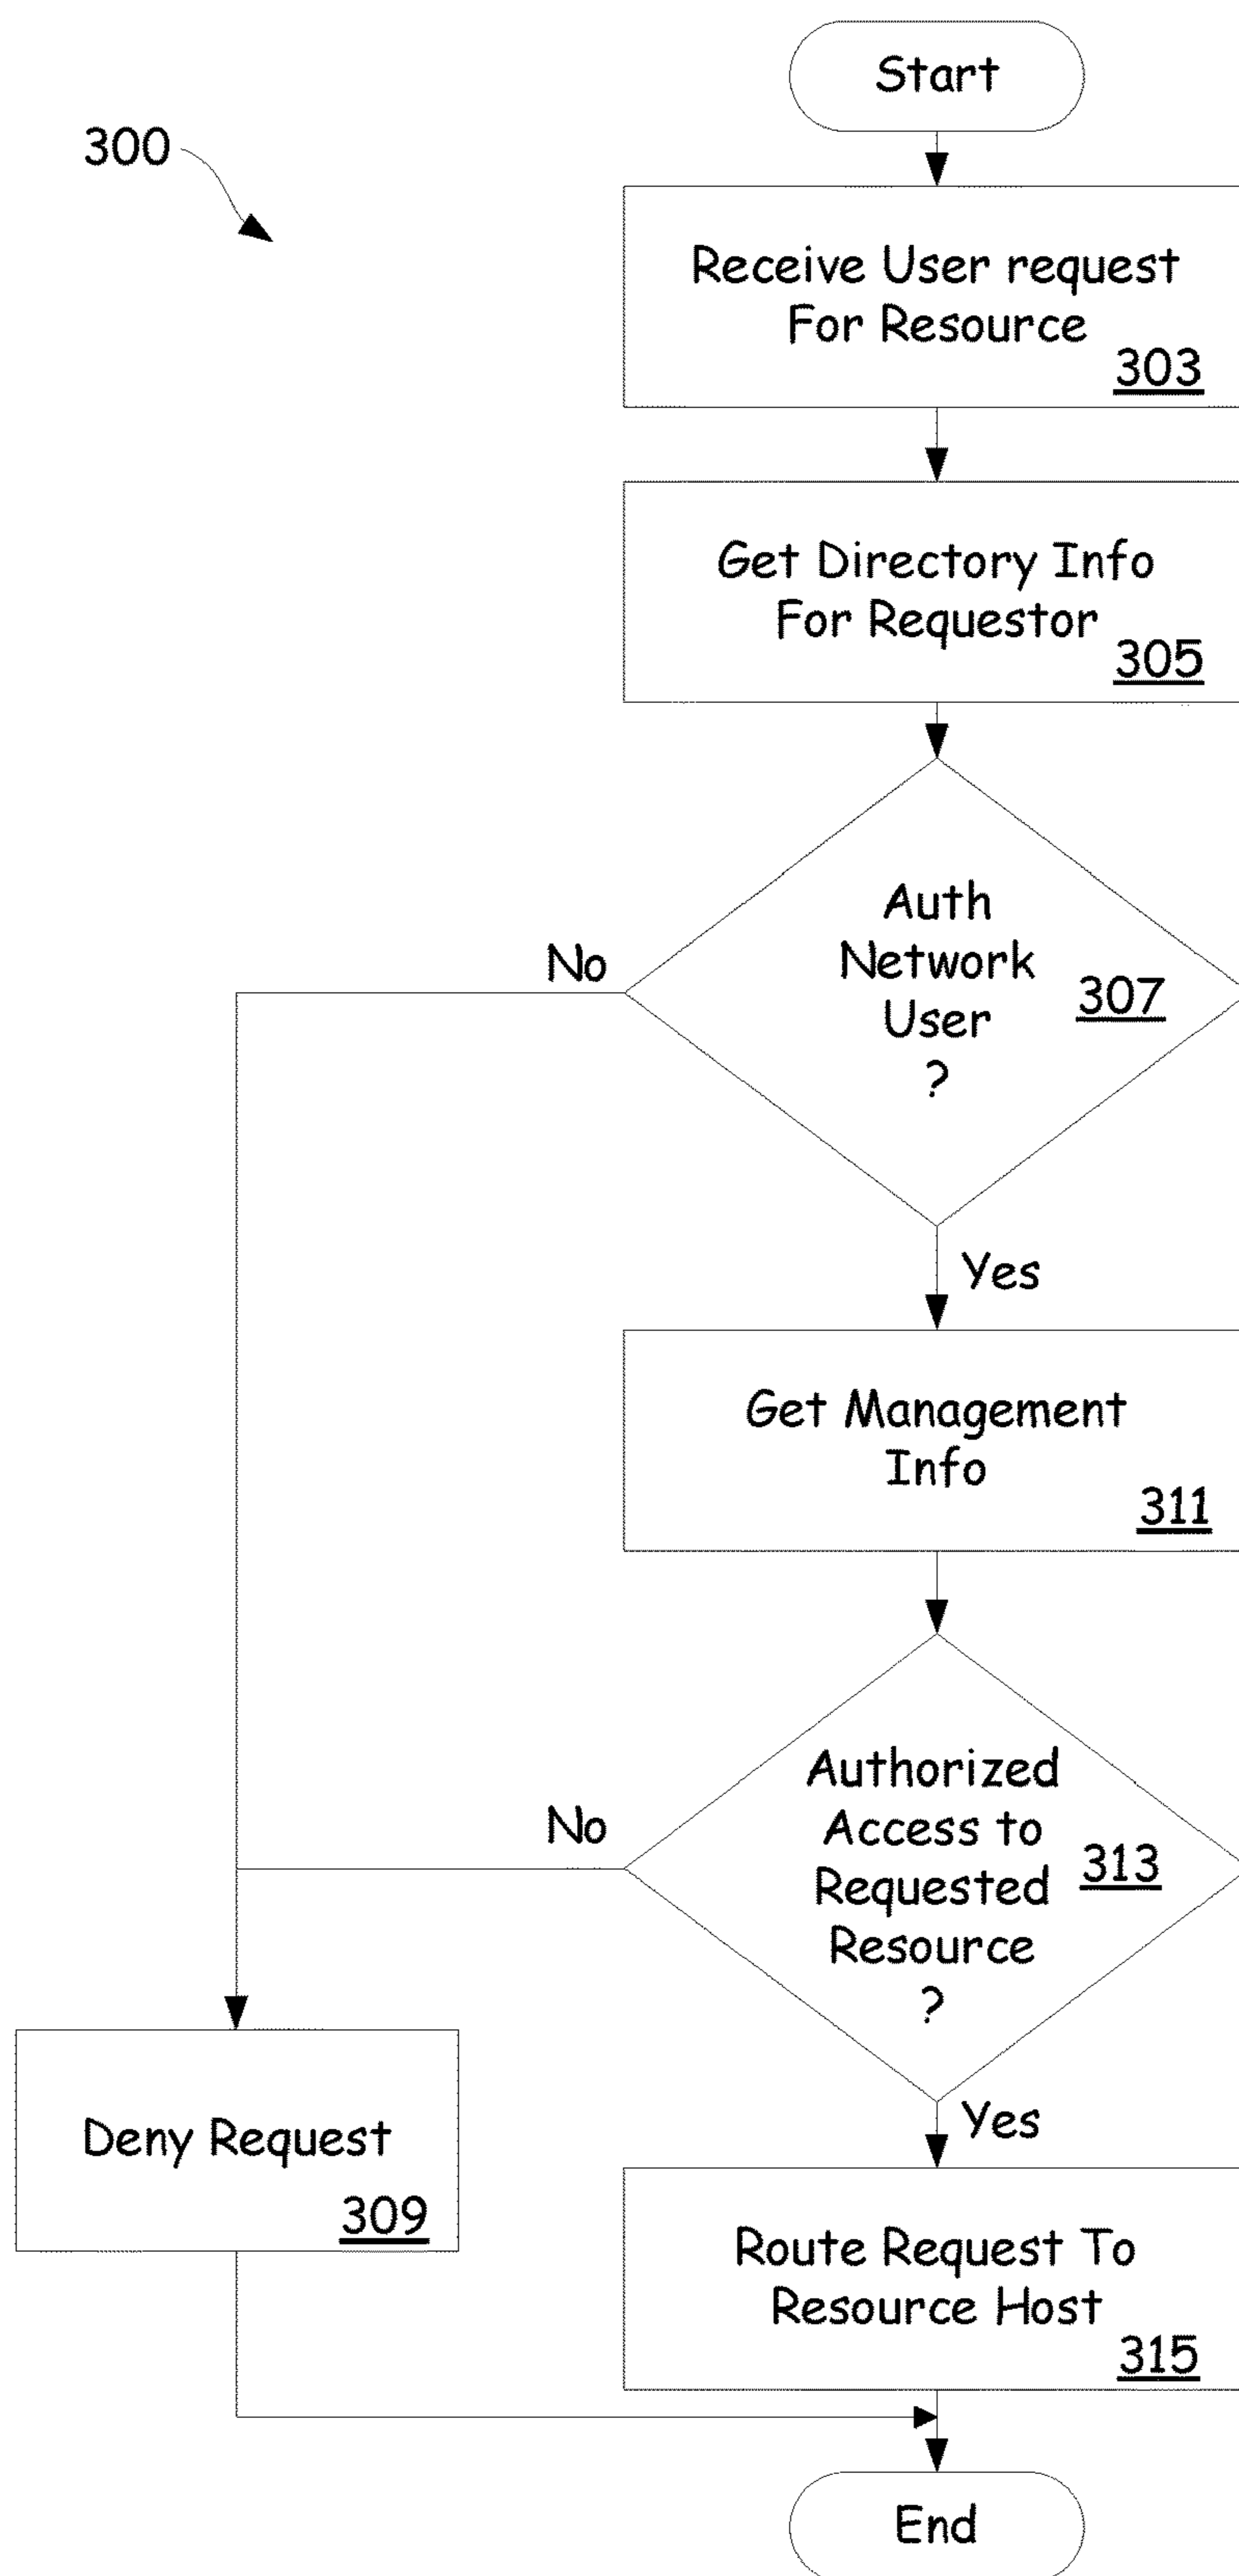 Start
300
Receive User request
For Resource
303
Get Directory Info
For Requestor
305
Auth
Network
User
?
307
No
Yes
Get Management
Info
311
Authorized
Access to
Requested
Resource
?
313
No
Yes
Deny Request
309
Route Request To
Resource Host
315
End